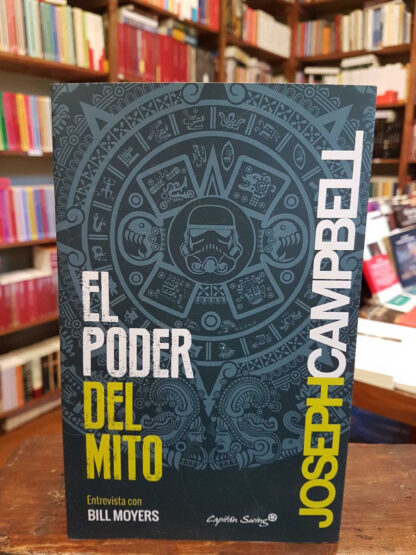 EL
PODER
DEL
MITO
Entrevista con
BILL MOYERS
JOSEPH CAMPBELL
Capitán Swing